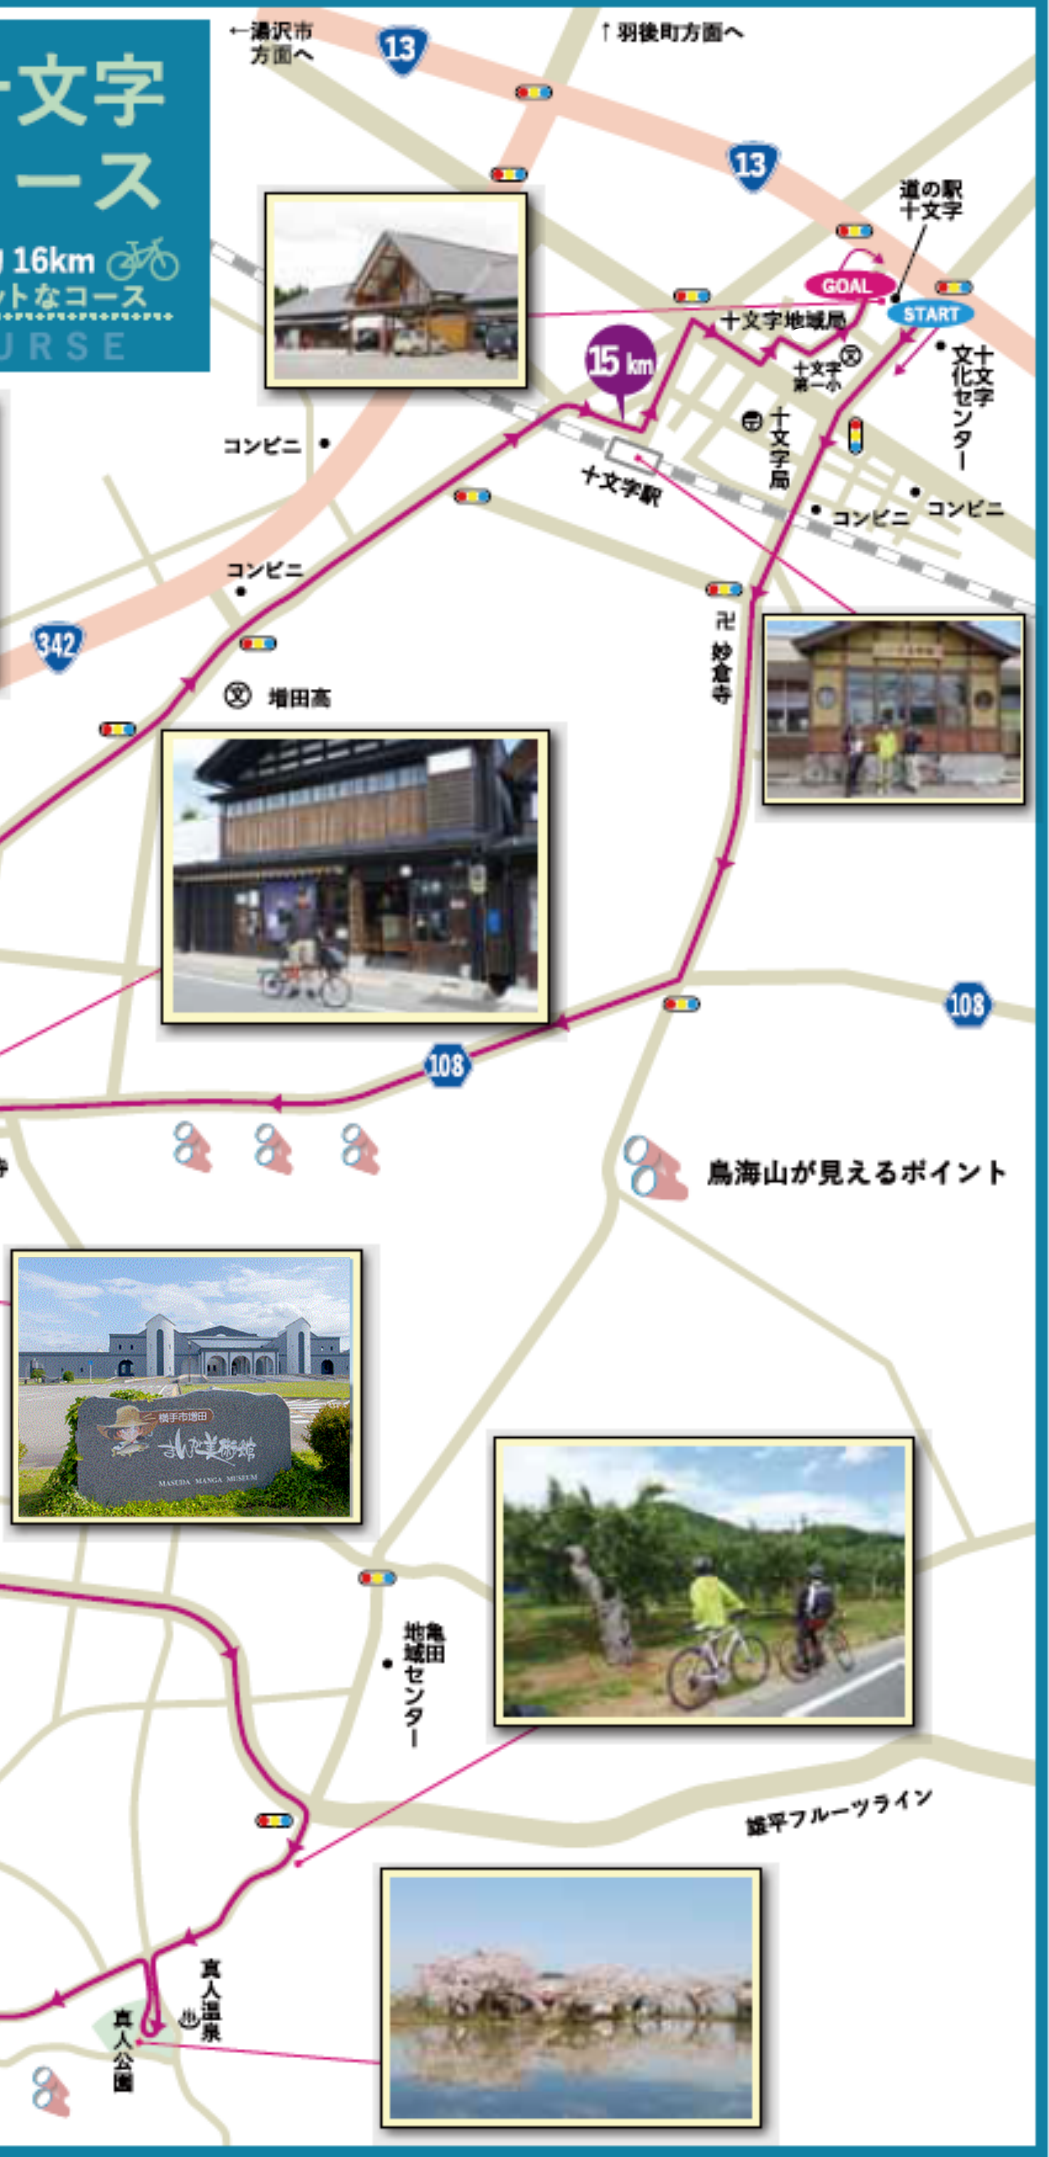 十文字
ース
16km
ットなコース
URSE
←湯沢市
方面へ
↑羽後町方面へ
13
13
道の駅
十文字
GOAL
START
十文字地域局
15 km
十文字
第一小
文
十文字
文化センター
十文字局
コンビニ
十文字駅
コンビニ
コンビニ
コンビニ
342
卍 妙倉寺
文 増田高
108
108
鳥海山が見えるポイント
横手市増田
まんが美術館
MASUDA MANGA MUSEUM
亀田
地域センター
雄平フルーツライン
真人温泉
真人公園